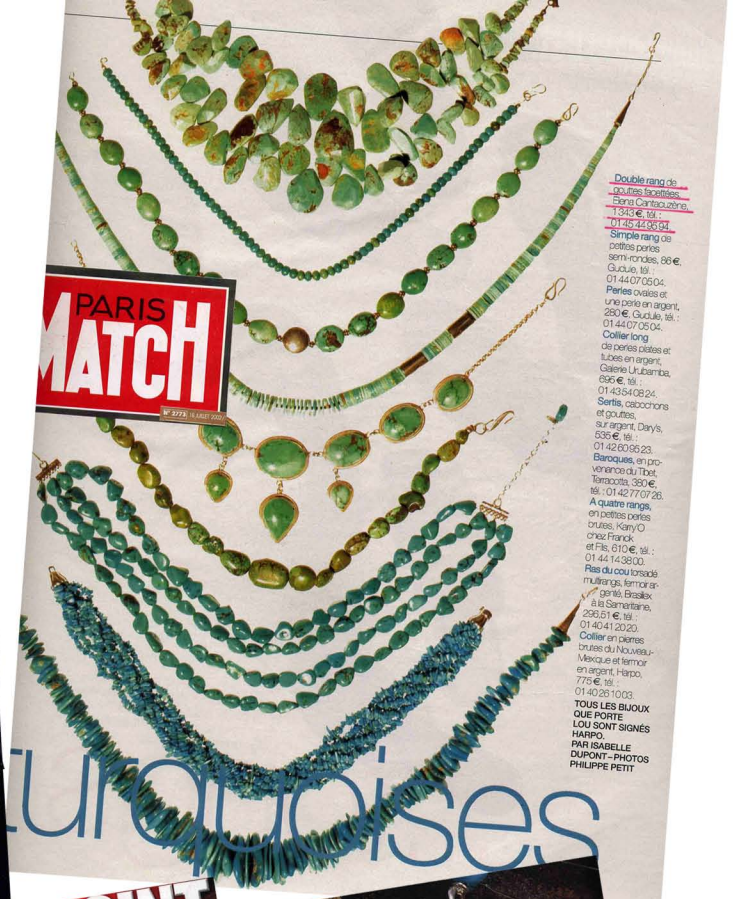 Double rang de
gouttes facettées,
Elena Cantacuzène,
1 343 €, tél. :
01 45 44 95 94.
Simple rang de
petites perles
semi-rondes, 86 €,
Gudule, tél. :
01 44 07 05 04.
Perles ovales et
une perle en argent,
280 €, Gudule, tél. :
01 44 07 05 04.
Collier long
de perles plates et
tubes en argent,
Galerie Urubamba,
695 €, tél. :
01 43 54 08 24.
Sertis, cabochons
et gouttes,
sur argent, Dary's,
535 €, tél. :
01 42 60 95 23.
Baroques, en pro-
venance du Tibet,
Terracotta, 380 €,
tél. : 01 42 77 07 26.
A quatre rangs,
en petites perles
brutes, Karry'O
chez Franck
et Fils, 610 €, tél. :
01 44 14 38 00.
Ras du cou torsadé
multirangs, fermoir ar-
genté, Brasilex
à la Samaritaine,
296,51 €, tél. :
01 40 41 20 20.
Collier en pierres
brutes du Nouveau-
Mexique et fermoir
en argent, Harpo,
775 €, tél. :
01 40 26 10 03.
TOUS LES BIJOUX
QUE PORTE
LOU SONT SIGNÉS
HARPO.
PAR ISABELLE
DUPONT – PHOTOS
PHILIPPE PETIT
PARIS
MATCH
N° 2773 16 JUILLET 2002
turquoises